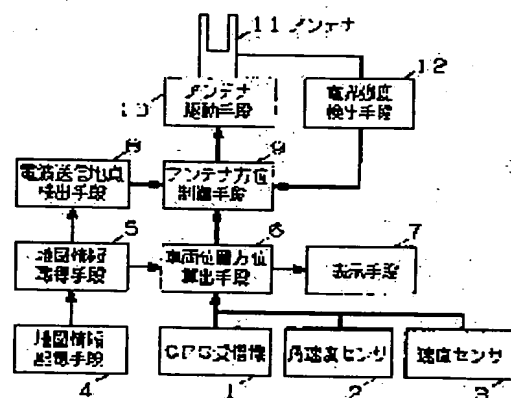 11 アンテナ
12
アンテナ
駆動手段
電界強度
検出手段
10
8
9
電波送信地点
検出手段
アンテナ方位
制御手段
5
6
7
地図情報
取得手段
車両位置方位
算出手段
表示手段
地図情報
記憶手段
GPS受信機
角速度センサ
速度センサ
4
1
2
3